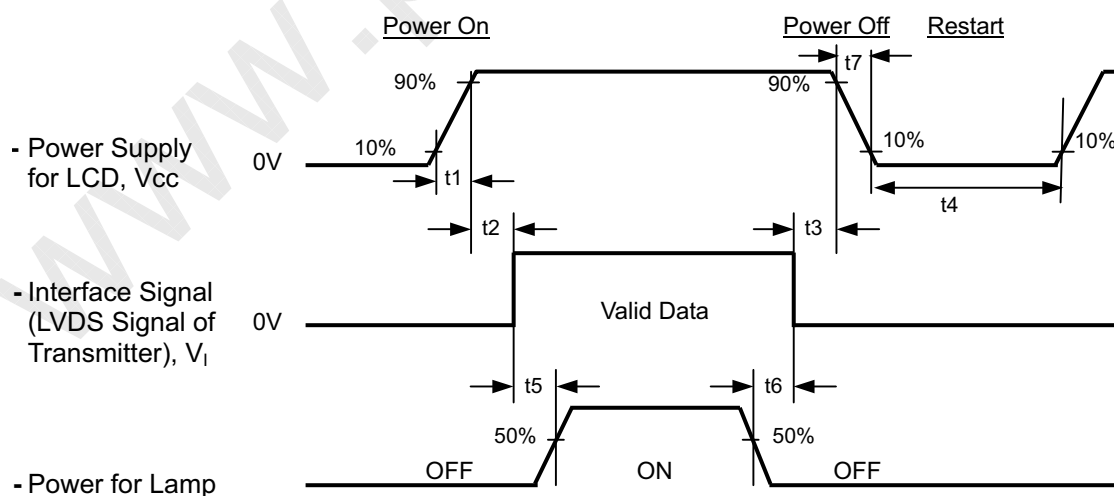 Power On
Power Off Restart
t7
90%
90%
- Power Supply
for LCD, Vcc
0V
10%
10%
10%
t1
t4
t2
t3
- Interface Signal
(LVDS Signal of
Transmitter), VI
0V
Valid Data
t5
t6
50%
50%
- Power for Lamp
OFF
ON
OFF
www.p